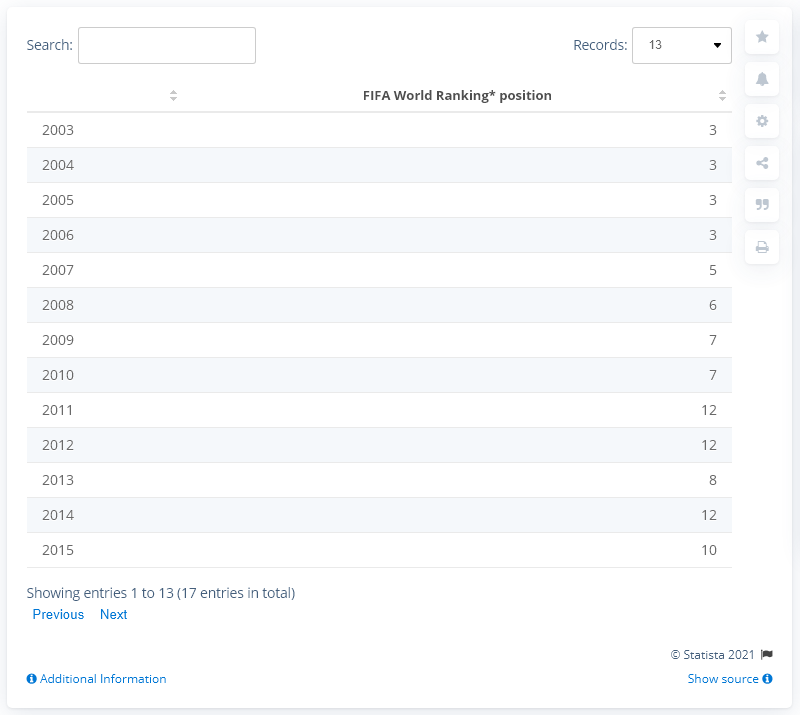 Search:
Records: 13
FIFA World Ranking* position
2003 3
2004 3
2005 3
2006 3
2007 5
2008 6
2009 7
2010 7
2011 12
2012 12
2013 8
2014 12
2015 10
Showing entries 1 to 13 (17 entries in total)
Previous Next
© Statista 2021
Additional Information
Show source